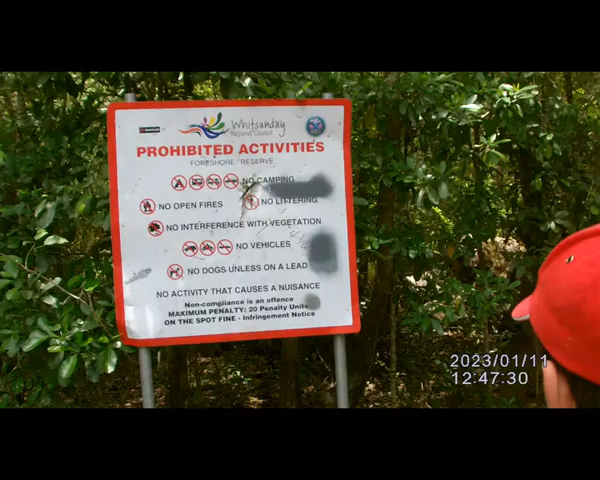 Whitsunday
Regional Council
PROHIBITED ACTIVITIES
FORESHORE RESERVE
NO CAMPING
NO OPEN FIRES NO LITTERING
NO INTERFERENCE WITH VEGETATION
NO VEHICLES
NO DOGS UNLESS ON A LEAD
NO ACTIVITY THAT CAUSES A NUISANCE
Non-compliance is an offence
MAXIMUM PENALTY: 20 Penalty Units
ON THE SPOT FINE - Infringement Notice
2023/01/11
12:47:30